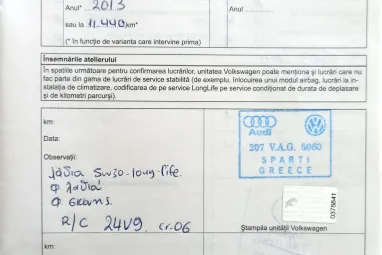 Anul* .. 2013
Anul
sau la 11.440 km*
(* în funcție de varianta care intervine prima)
Însemnările atelierului
În spațiile următoare pentru confirmarea lucrărilor, unitatea Volkswagen poate menționa și lucrări care nu
fac parte din gama de lucrări de service stabilită (de exemplu, înlocuirea unui modul airbag, lucrări la in-
stalația de climatizare, codificarea de pe service LongLife pe service condiționat de durata de deplasare
și de kilometri parcurși).
km:
Data:
Observații
λάδια 5w30-long-life.
φ λαδιού
φ
R/C 24V9. cr.06
Audi
207 V.A.G. 5060
SPARTI
GREECE
0378841
Ștampila unității Volkswagen
km: